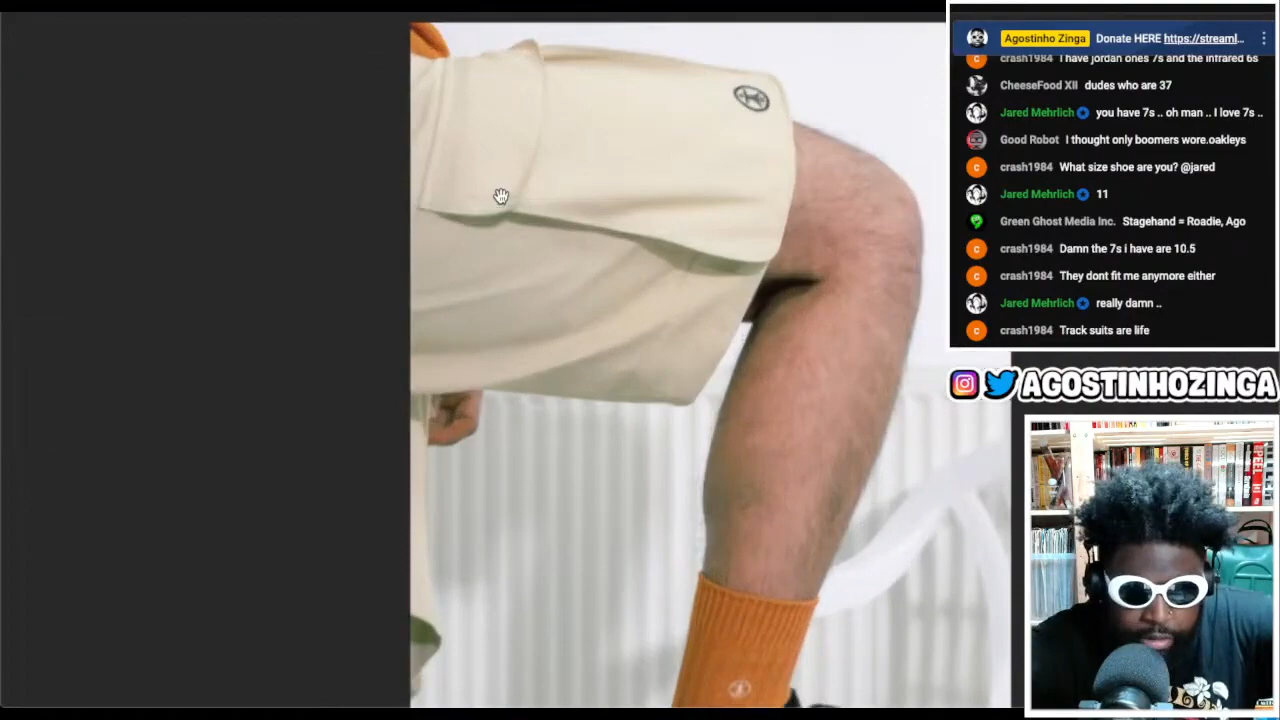 Agostinho Zinga Donate HERE https://streaml...
crash1984 I have jordan ones 7s and the infrared 6s
CheeseFood XII dudes who are 37
Jared Mehrlich you have 7s .. oh man .. I love 7s ..
Good Robot I thought only boomers wore.oakleys
crash1984 What size shoe are you? @jared
Jared Mehrlich 11
Green Ghost Media Inc. Stagehand = Roadie, Ago
crash1984 Damn the 7s i have are 10.5
crash1984 They dont fit me anymore either
Jared Mehrlich really damn ..
crash1984 Track suits are life
AGOSTINHOZINGA